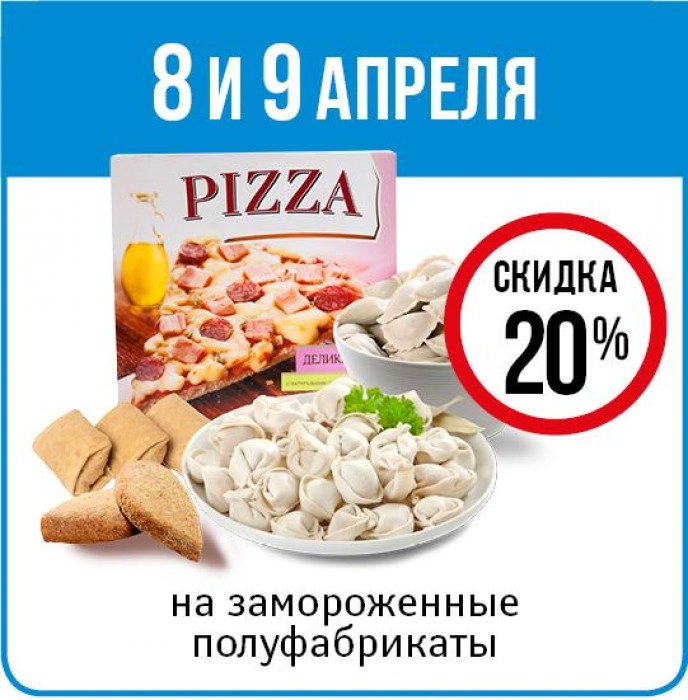 8 И 9 АПРЕЛЯ
PIZZA
СКИДКА
20%
на замороженные
полуфабрикаты